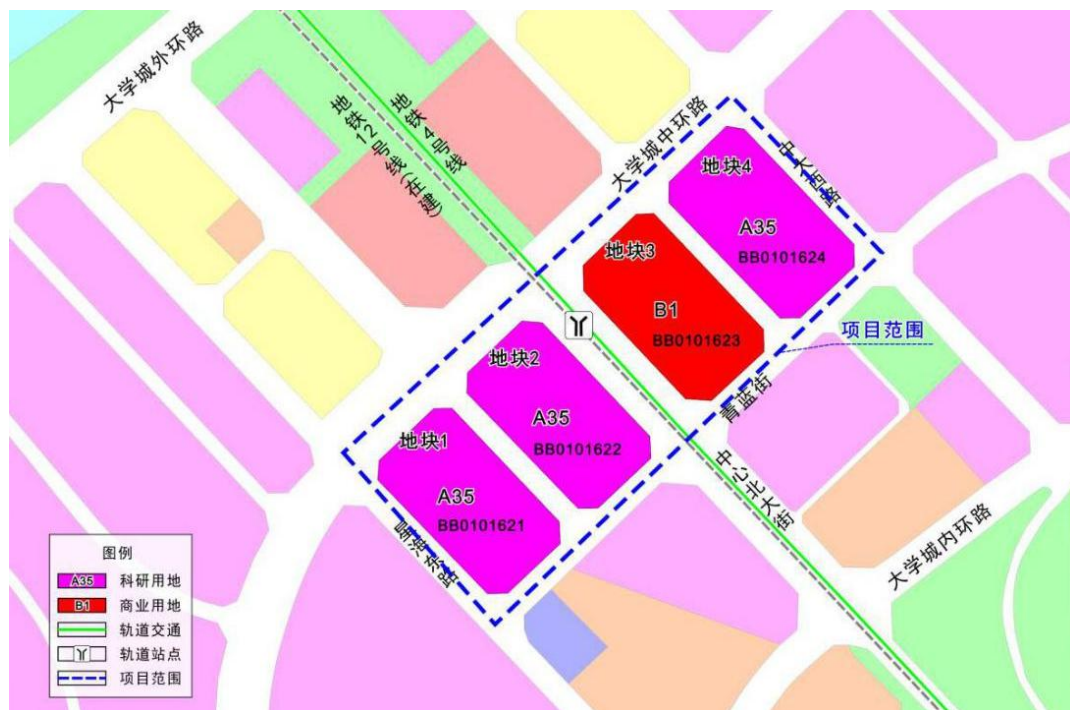 大学城外环路
地铁12号线(在建)
地铁4号线
大学城中环路
中大西路
地块4
A35
BB0101624
地块3
B1
BB0101623
项目范围
青蓝街
地块2
A35
BB0101622
地块1
A35
BB0101621
星海东路
中心北大街
大学城内环路
图例
A35 科研用地
B1 商业用地
轨道交通
轨道站点
项目范围